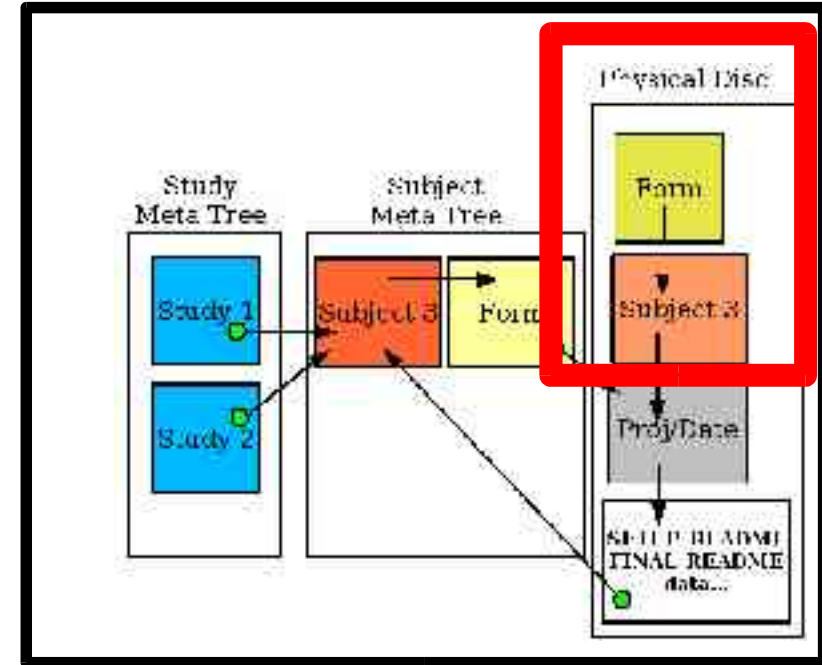 Physical Disc
Study
Meta Tree
Subject
Meta Tree
Form
Study 1
Subject 3
Form
Subject 3
Study 2
Proj/Date
SETUP README
FINAL README
data...